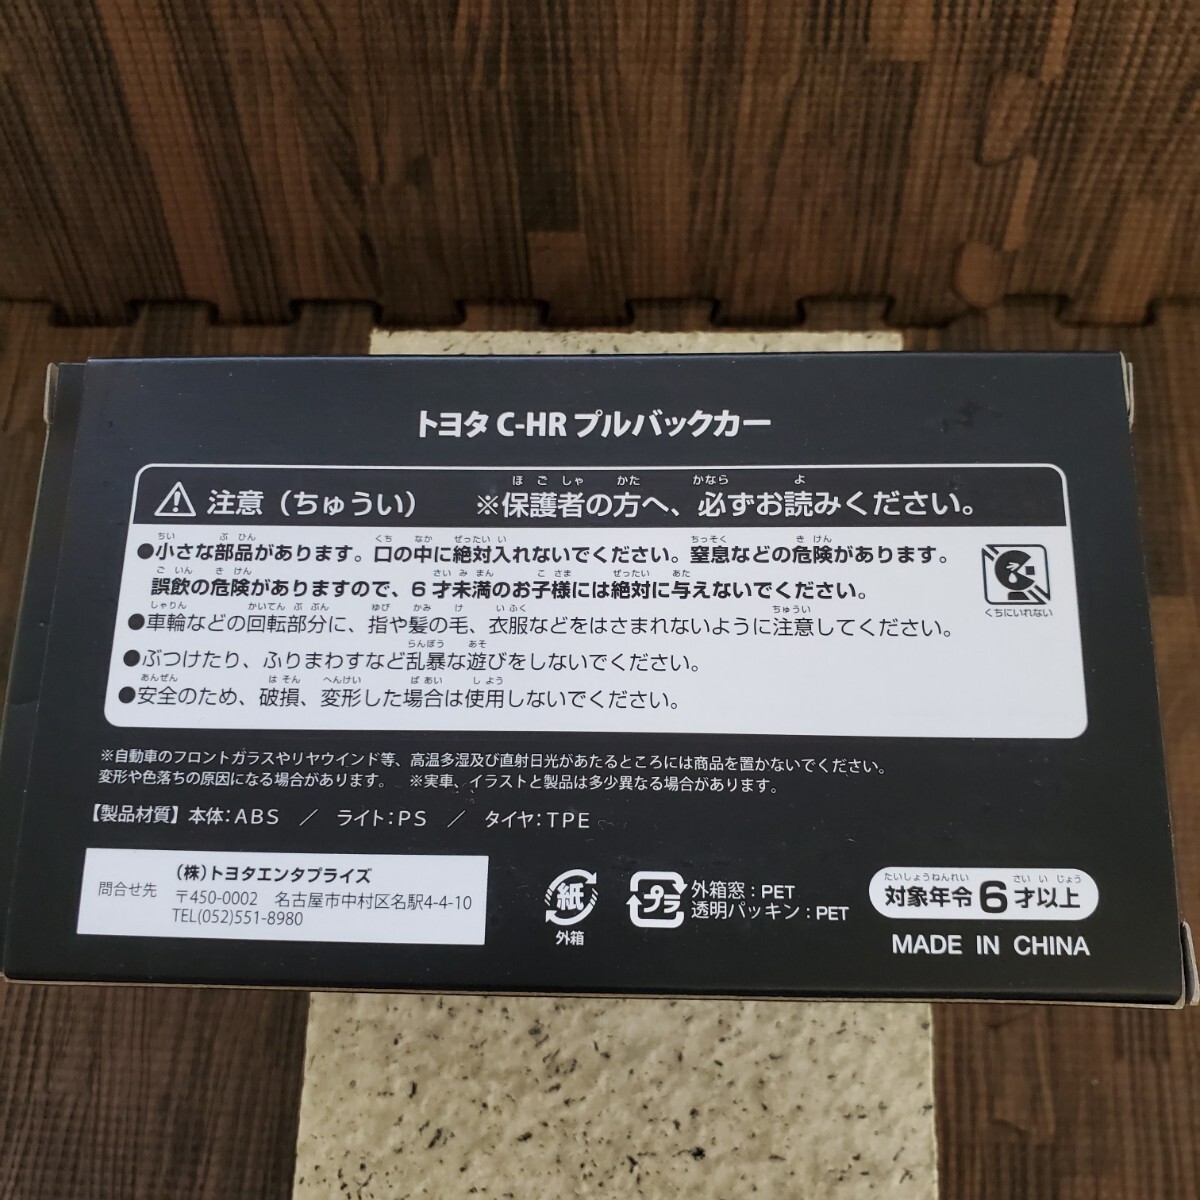 トヨタ C-HR プルバックカー
注意（ちゅうい）　※保護者の方へ、必ずお読みください。
●小さな部品があります。口の中に絶対入れないでください。窒息などの危険があります。
誤飲の危険がありますので、6才未満のお子様には絶対に与えないでください。
●車輪などの回転部分に、指や髪の毛、衣服などをはさまれないように注意してください。
●ぶつけたり、ふりまわすなど乱暴な遊びをしないでください。
●安全のため、破損、変形した場合は使用しないでください。
くちにいれない
※自動車のフロントガラスやリヤウインド等、高温多湿及び直射日光があたるところには商品を置かないでください。
変形や色落ちの原因になる場合があります。　※実車、イラストと製品は多少異なる場合があります。
【製品材質】本体：ABS　／　ライト：PS　／　タイヤ：TPE
問合せ先
（株）トヨタエンタプライズ
〒450-0002　名古屋市中村区名駅4-4-10
TEL(052)551-8980
紙
外箱
プラ
外箱窓：PET
透明パッキン：PET
対象年令6才以上
MADE IN CHINA